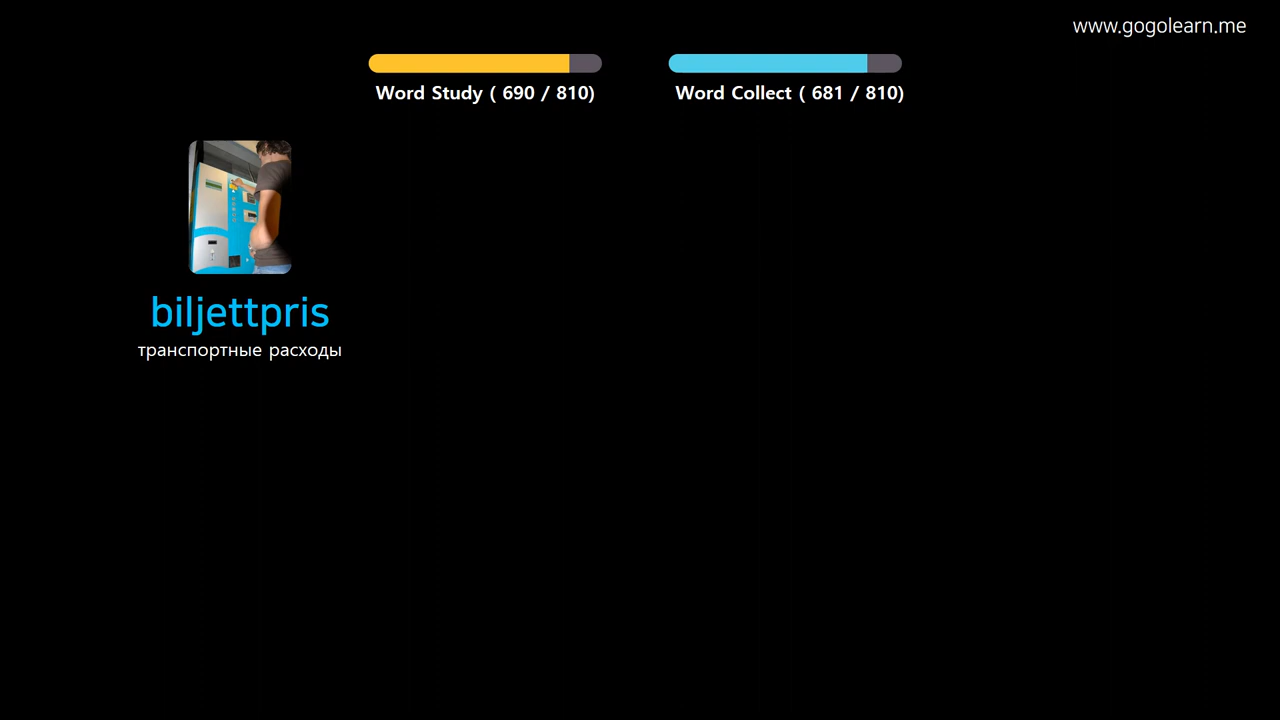 www.gogolearn.me
Word Study ( 690 / 810)
Word Collect ( 681 / 810)
biljettpris
транспортные расходы